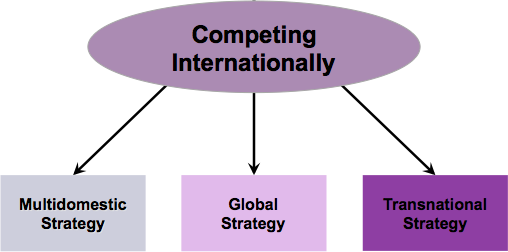 Competing
Internationally
Multidomestic
Strategy
Global
Strategy
Transnational
Strategy